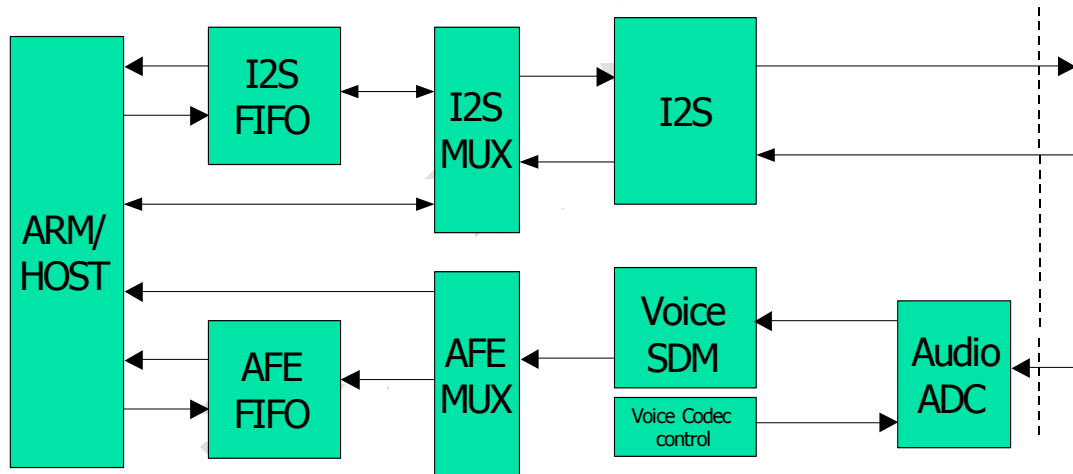 ARM/
HOST
I2S
FIFO
I2S
MUX
I2S
AFE
FIFO
AFE
MUX
Voice
SDM
Voice Codec
control
Audio
ADC